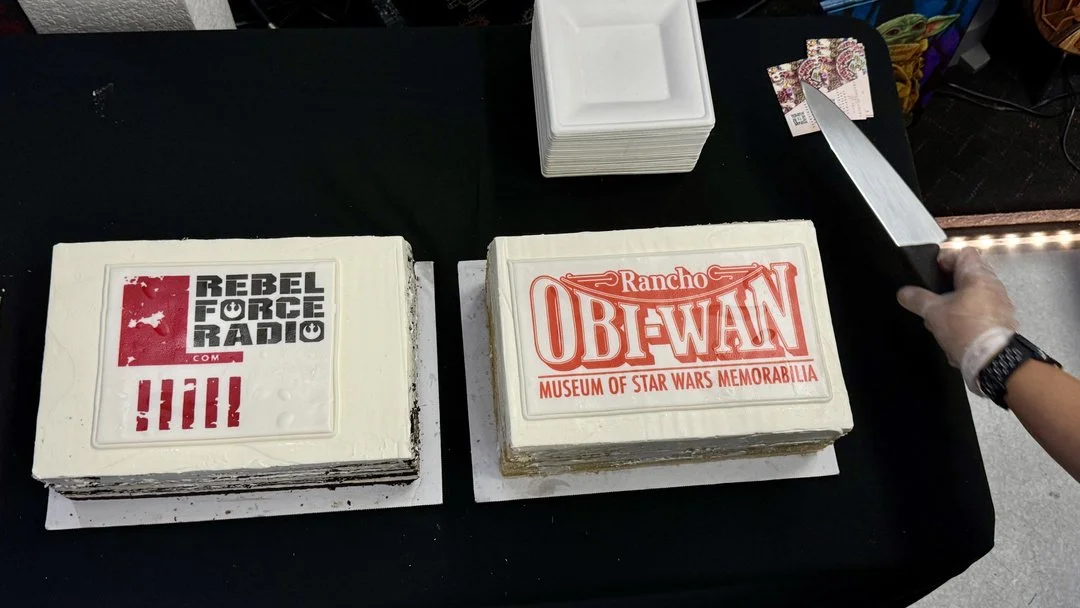 REBEL
FORCE
RADIO
.COM
Rancho
OBI-WAN
MUSEUM OF STAR WARS MEMORABILIA